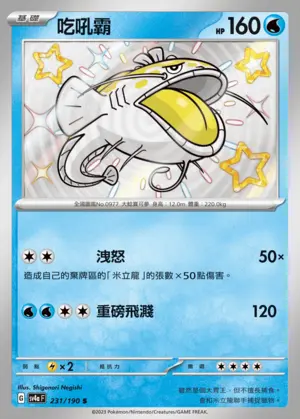 基礎
吃吼霸
HP 160
全國圖鑑No.0977 大鯰寶可夢 身高:12.0m 體重:220.0kg
洩怒 50×
造成自己的棄牌區的「米立龍」的張數×50點傷害。
重磅飛濺 120
弱點 ×2 抵抗力 撤退
Illus. Shigenori Negishi
G sv4a F 231/190 S
©2023 Pokémon/Nintendo/Creatures/GAME FREAK.